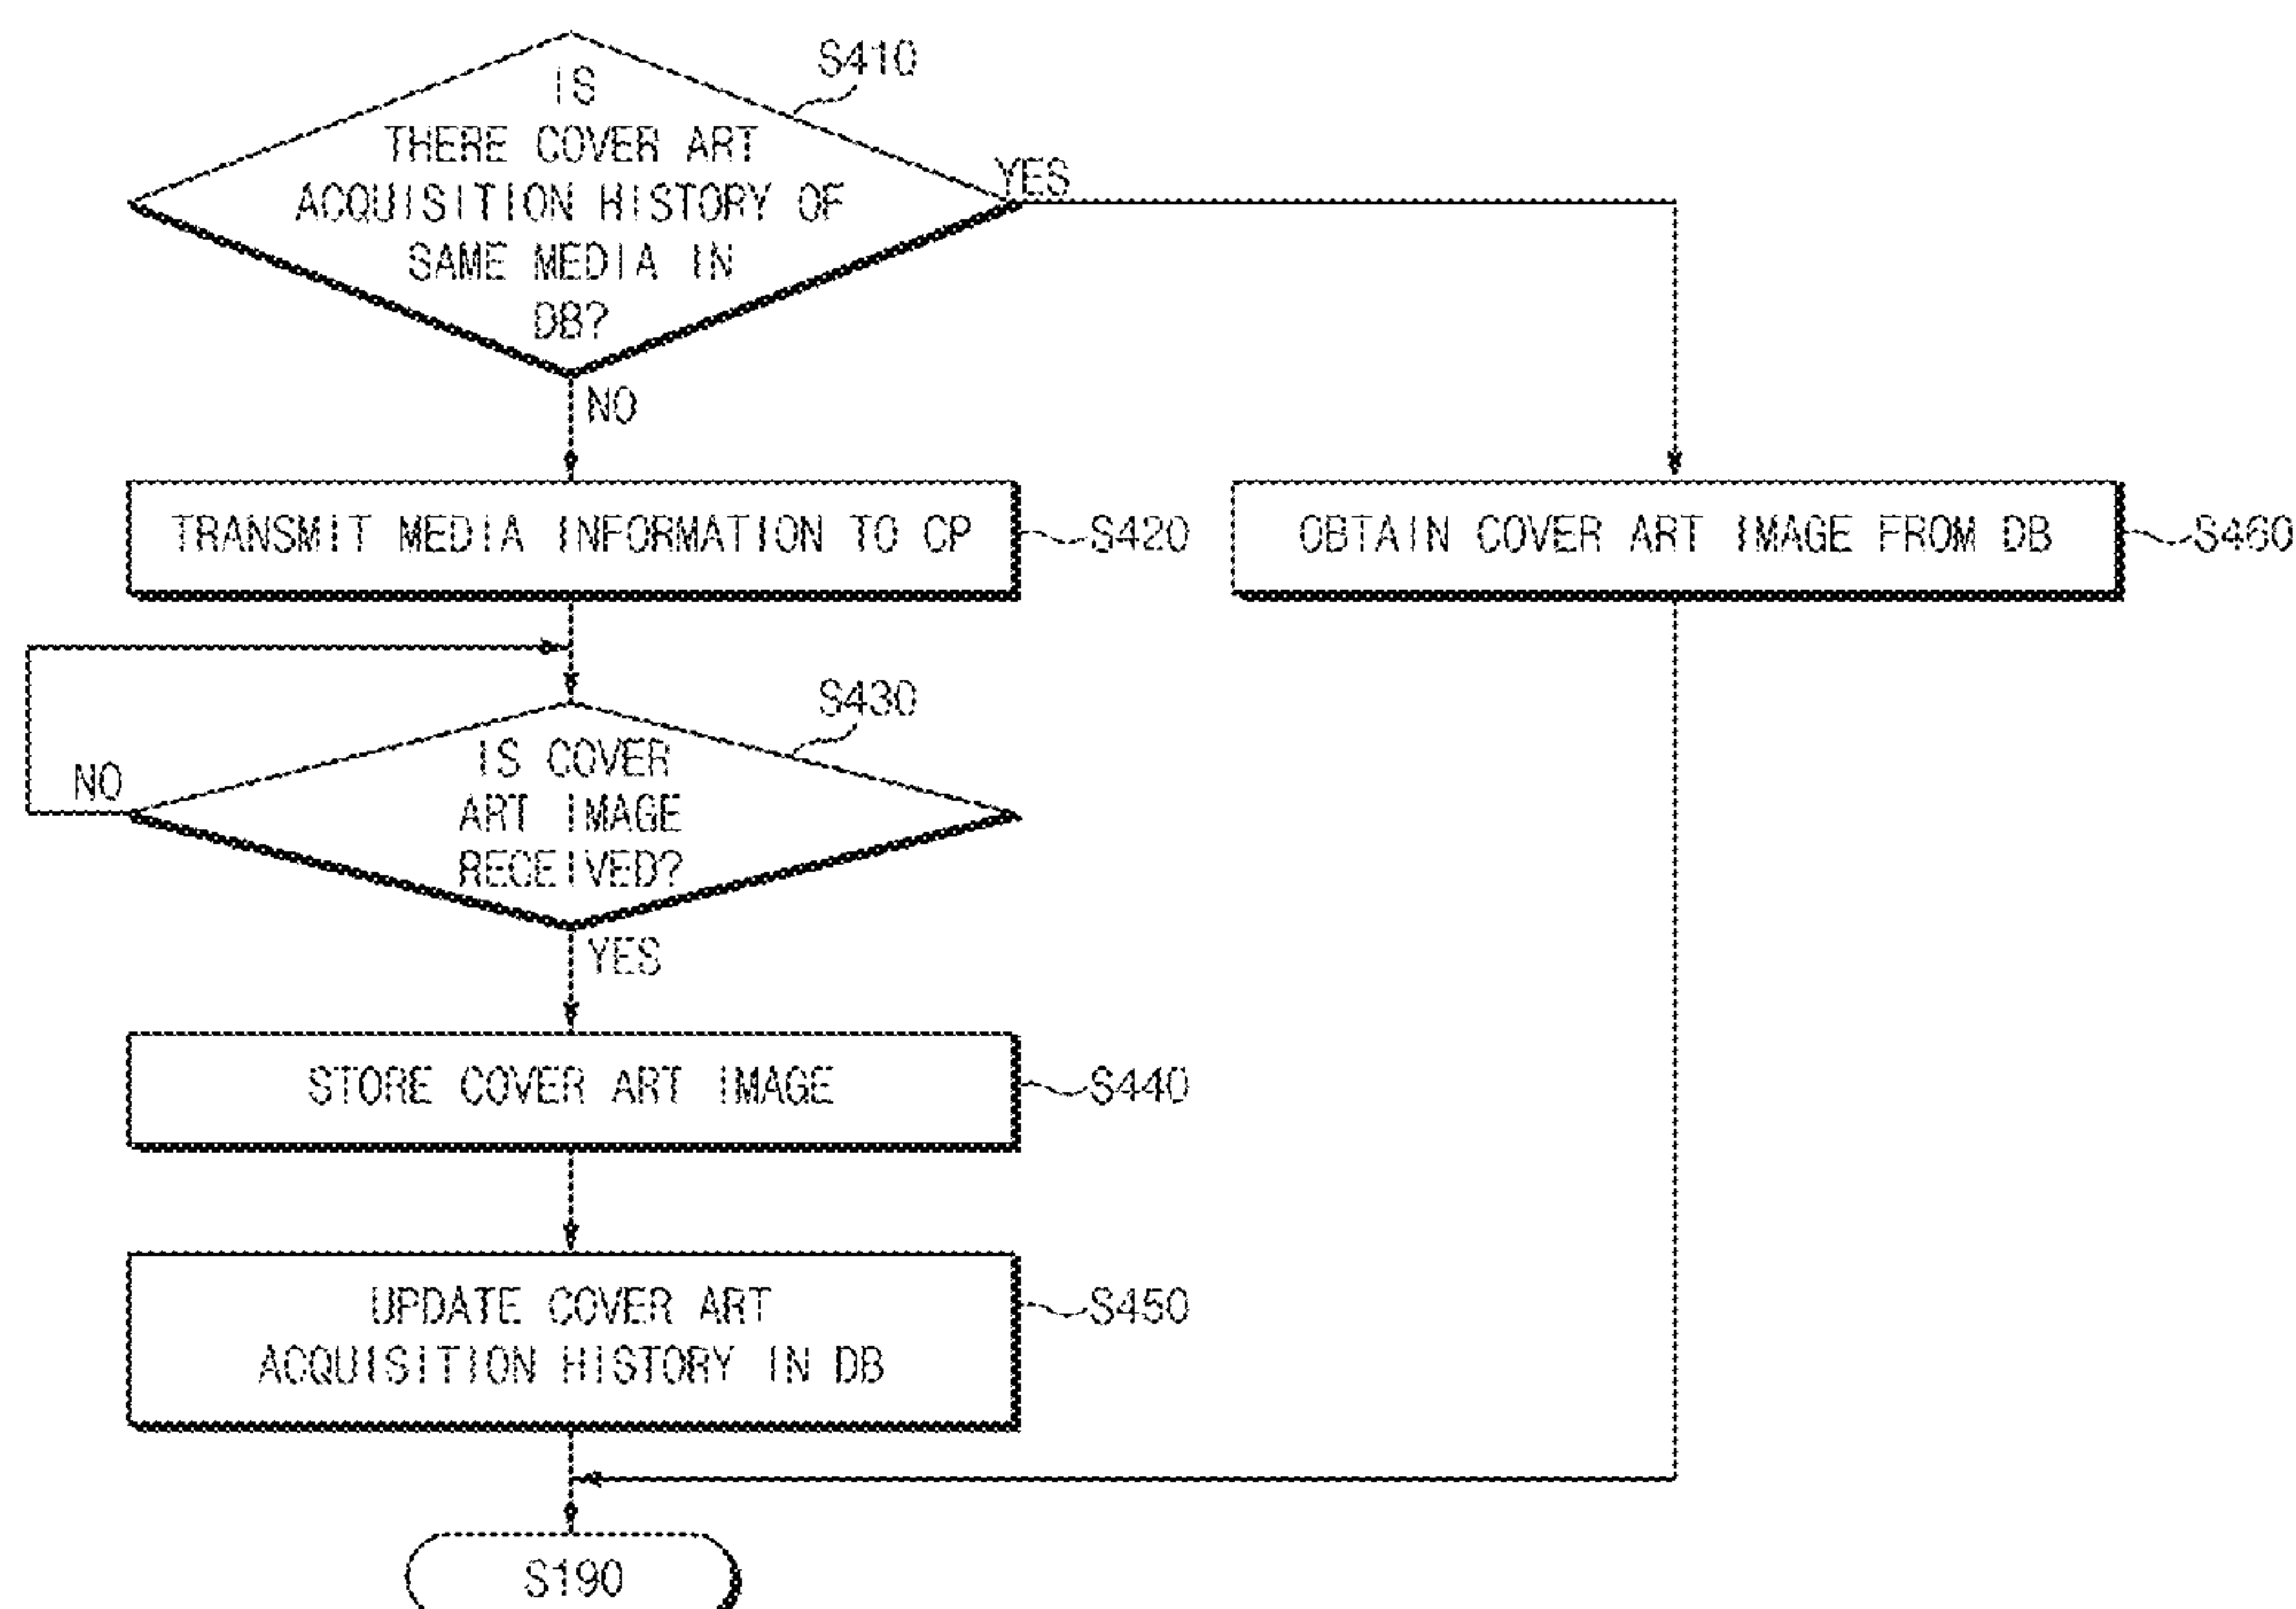 S410
IS
THERE COVER ART
ACQUISITION HISTORY OF
SAME MEDIA IN
DB?
YES
NO
TRANSMIT MEDIA INFORMATION TO CP
S420
OBTAIN COVER ART IMAGE FROM DB
S460
S430
IS COVER
ART IMAGE
RECEIVED?
NO
YES
STORE COVER ART IMAGE
S440
UPDATE COVER ART
ACQUISITION HISTORY IN DB
S450
S190